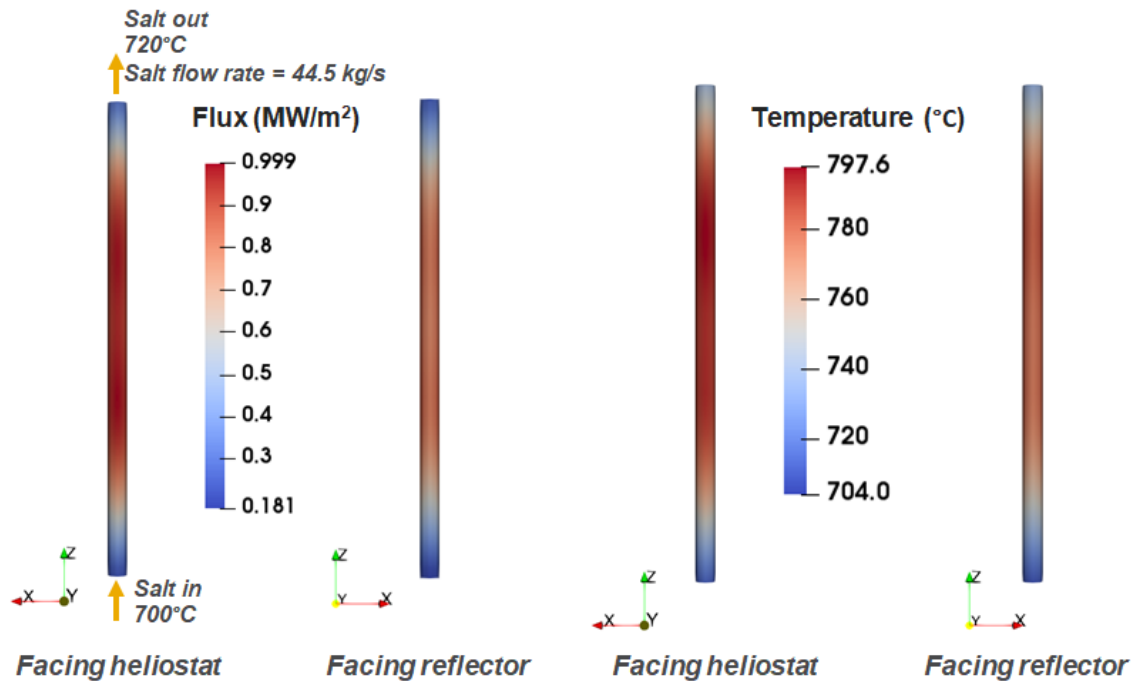 Salt out
720°C
Salt flow rate = 44.5 kg/s
Flux (MW/m²)
0.999
0.9
0.8
0.7
0.6
0.5
0.4
0.3
0.181
Z
X
Y
Salt in
700°C
Facing heliostat
Z
Y
X
Facing reflector
Temperature (°C)
797.6
780
760
740
720
704.0
Z
X
Y
Facing heliostat
Z
Y
X
Facing reflector